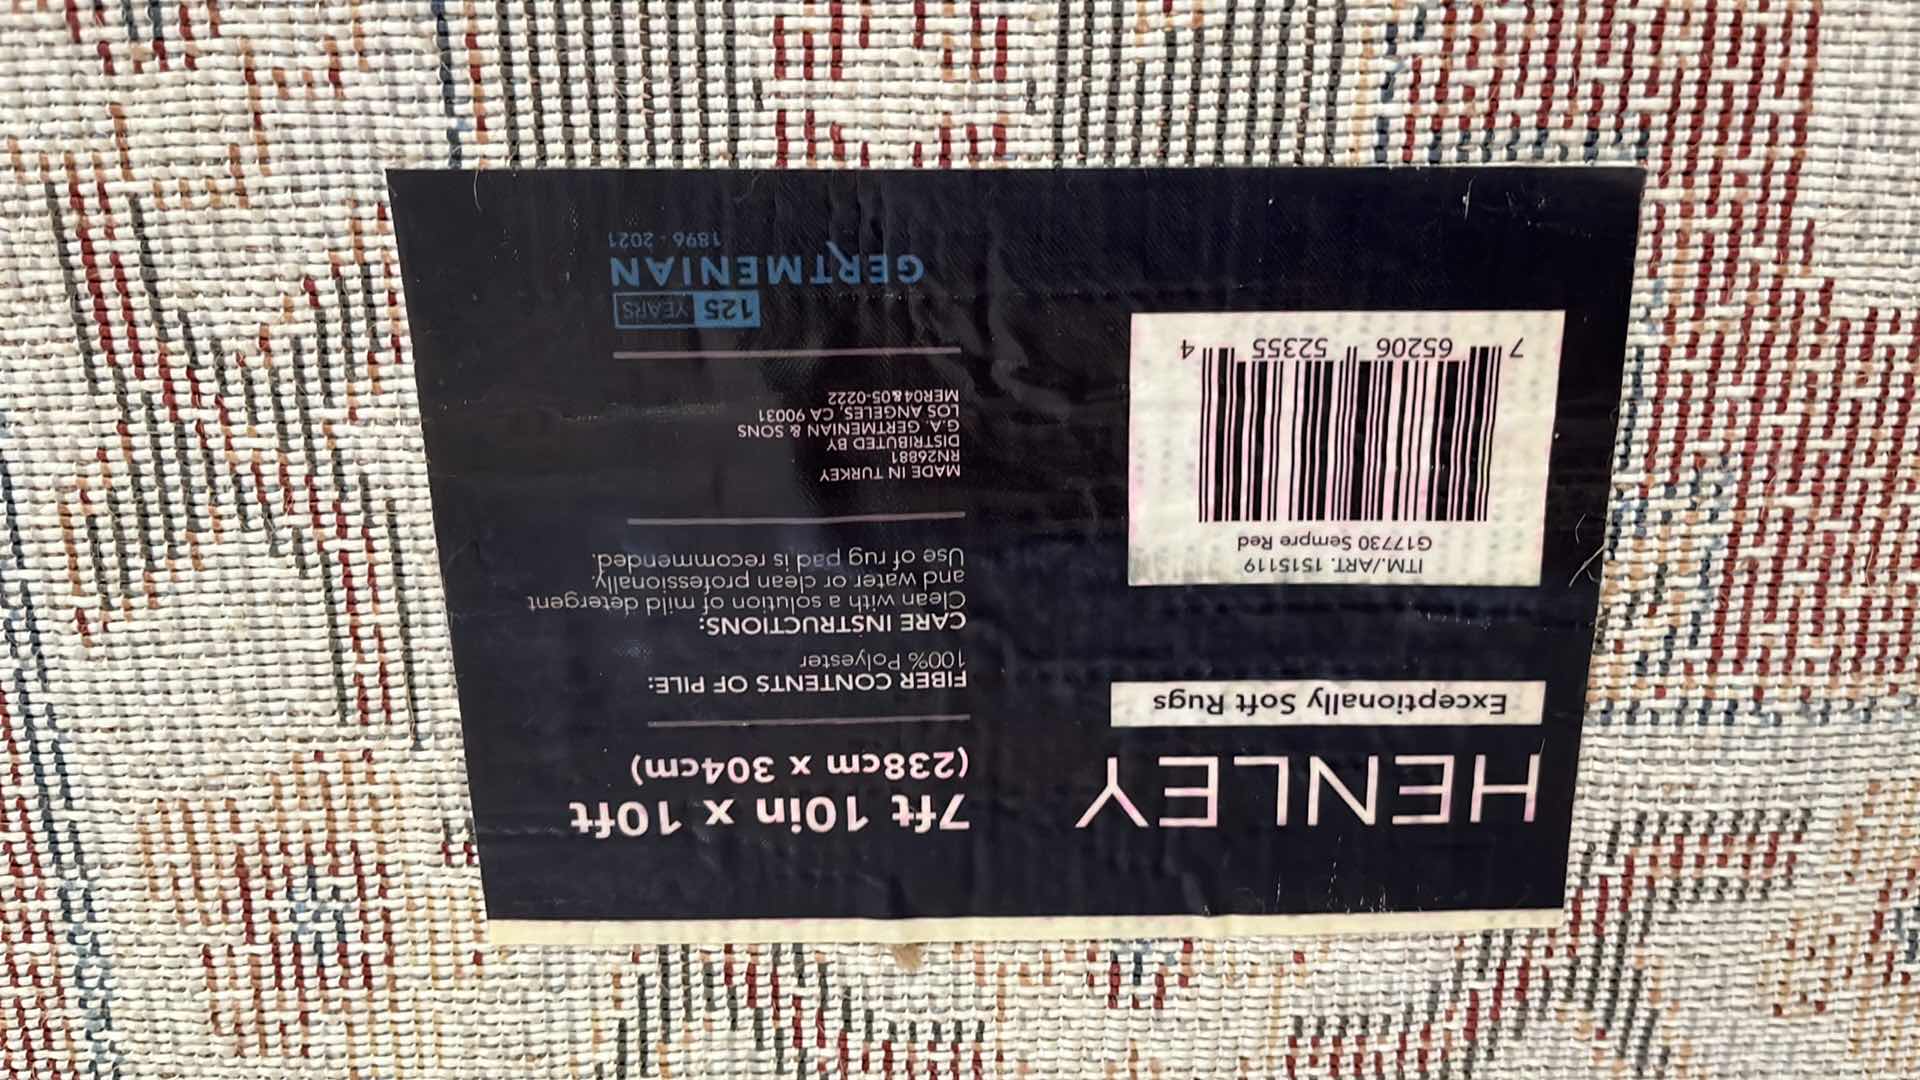 HENLEY
Exceptionally Soft Rugs
ITM./ART. 1515119
G17730 Sempre Red
7 65206 52355 4
7ft 10in x 10ft
(238cm x 304cm)
FIBER CONTENTS OF PILE:
100% Polyester
CARE INSTRUCTIONS:
Clean with a solution of mild detergent
and water or clean professionally.
Use of rug pad is recommended.
MADE IN TURKEY
RN26881
DISTRIBUTED BY
G.A. GERTMENIAN & SONS
LOS ANGELES, CA 90031
MER04&05-0222
125 YEARS
GERTMENIAN
1896 - 2021